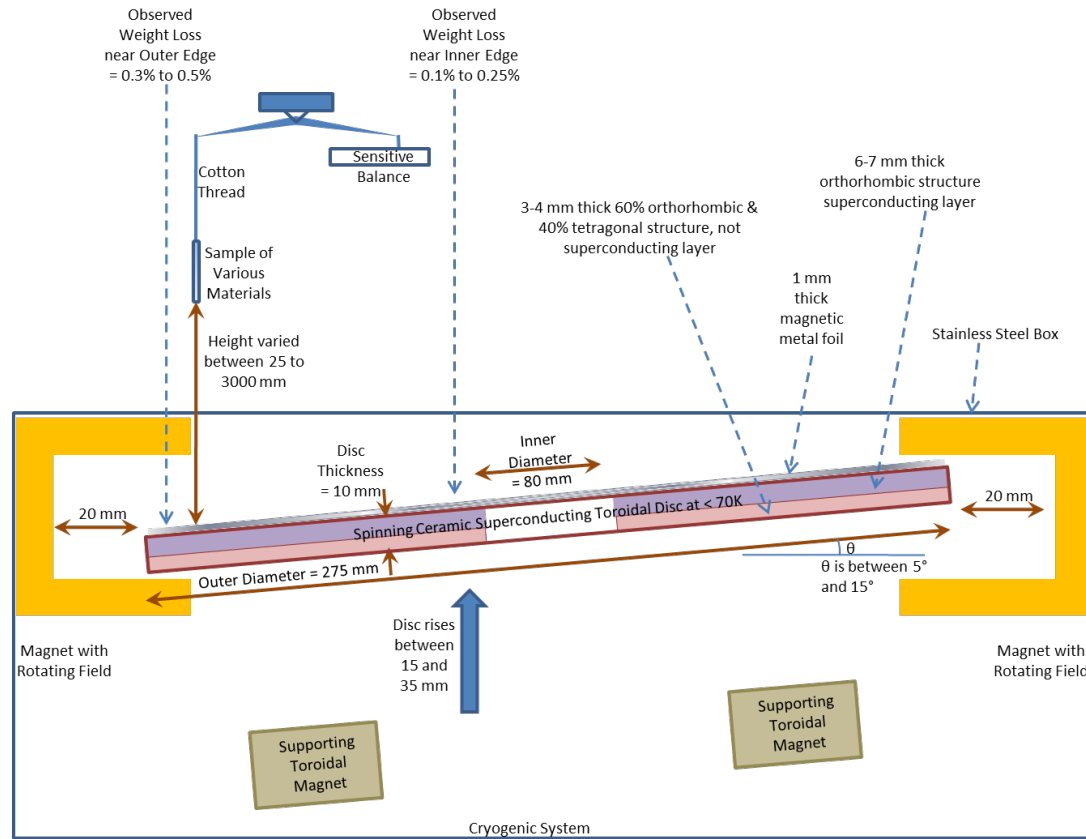 Observed
Weight Loss
near Outer Edge
= 0.3% to 0.5%
Observed
Weight Loss
near Inner Edge
= 0.1% to 0.25%
Cotton
Thread
Sensitive
Balance
Sample of
Various
Materials
Height varied
between 25 to
3000 mm
3-4 mm thick 60% orthorhombic &
40% tetragonal structure, not
superconducting layer
6-7 mm thick
orthorhombic structure
superconducting layer
1 mm
thick
magnetic
metal foil
Stainless Steel Box
Disc
Thickness
= 10 mm
Inner
Diameter
= 80 mm
20 mm
Spinning Ceramic Superconducting Toroidal Disc at < 70K
20 mm
Outer Diameter = 275 mm
θ
θ is between 5°
and 15°
Magnet with
Rotating Field
Disc rises
between
15 and
35 mm
Magnet with
Rotating Field
Supporting
Toroidal
Magnet
Supporting
Toroidal
Magnet
Cryogenic System